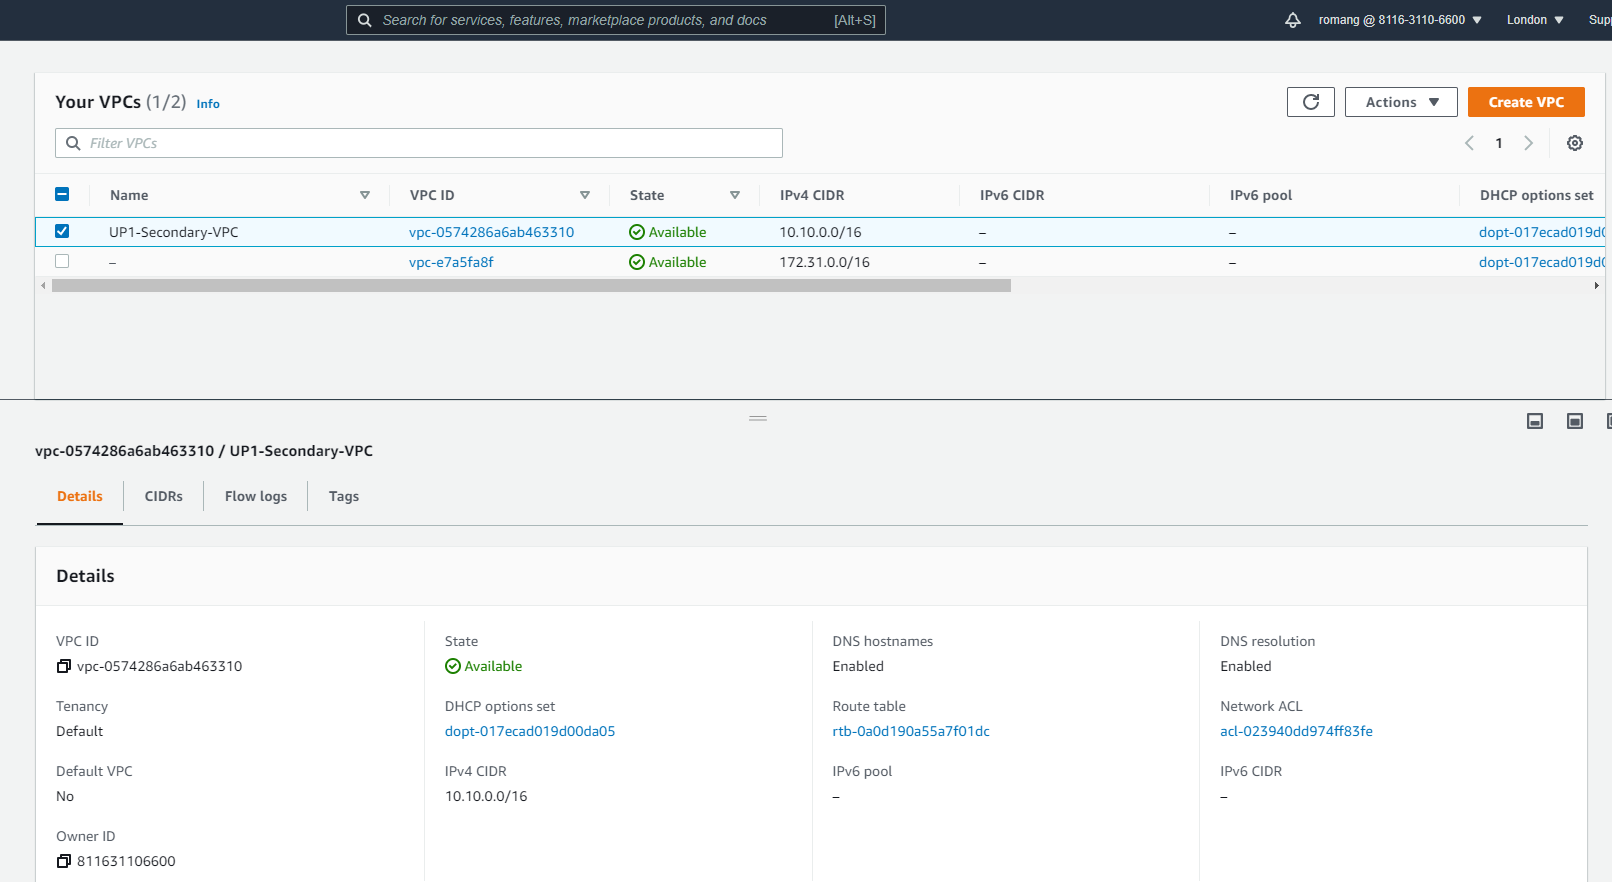 Search for services, features, marketplace products, and docs [Alt+S] romang @ 8116-3110-6600 London Sup
Your VPCs (1/2) Info Actions Create VPC
Filter VPCs 1
Name VPC ID State IPv4 CIDR IPv6 CIDR IPv6 pool DHCP options set
UP1-Secondary-VPC vpc-0574286a6ab463310 Available 10.10.0.0/16 – – dopt-017ecad019d0
– vpc-e7a5fa8f Available 172.31.0.0/16 – – dopt-017ecad019d0
vpc-0574286a6ab463310 / UP1-Secondary-VPC
Details CIDRs Flow logs Tags
Details
VPC ID State DNS hostnames DNS resolution
vpc-0574286a6ab463310 Available Enabled Enabled
Tenancy DHCP options set Route table Network ACL
Default dopt-017ecad019d00da05 rtb-0a0d190a55a7f01dc acl-023940dd974ff83fe
Default VPC IPv4 CIDR IPv6 pool IPv6 CIDR
No 10.10.0.0/16 – –
Owner ID
811631106600